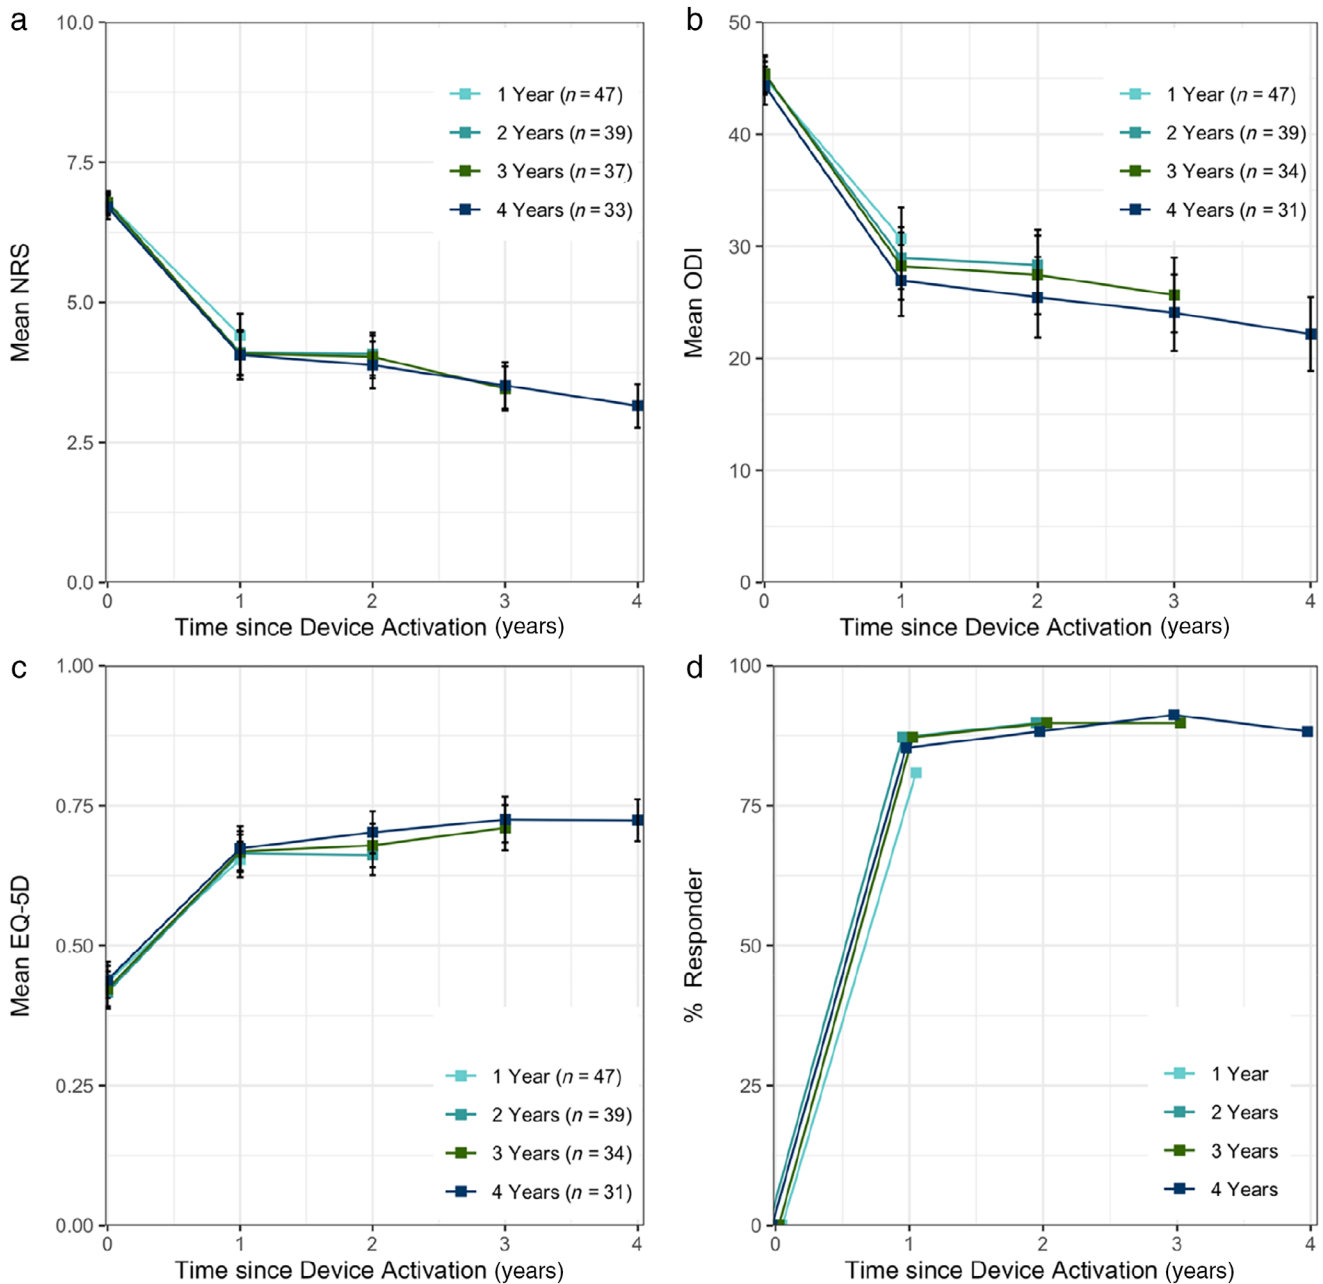 a
10.0
7.5
5.0
2.5
0.0
Mean NRS
1 Year (n = 47)
2 Years (n = 39)
3 Years (n = 37)
4 Years (n = 33)
0 1 2 3 4
Time since Device Activation (years)
b
50
40
30
20
10
0
Mean ODI
1 Year (n = 47)
2 Years (n = 39)
3 Years (n = 34)
4 Years (n = 31)
0 1 2 3 4
Time since Device Activation (years)
c
1.00
0.75
0.50
0.25
0.00
Mean EQ-5D
1 Year (n = 47)
2 Years (n = 39)
3 Years (n = 34)
4 Years (n = 31)
0 1 2 3 4
Time since Device Activation (years)
d
100
75
50
25
0
% Responder
1 Year
2 Years
3 Years
4 Years
0 1 2 3 4
Time since Device Activation (years)